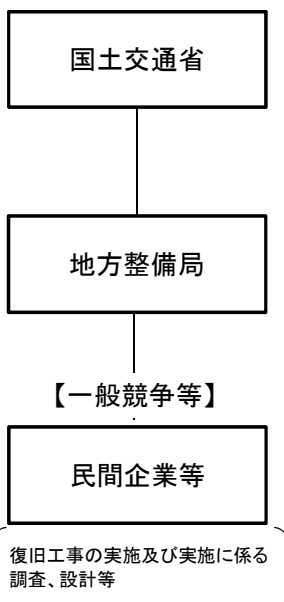 国土交通省
地方整備局
【一般競争等】
民間企業等
復旧工事の実施及び実施に係る
調査、設計等